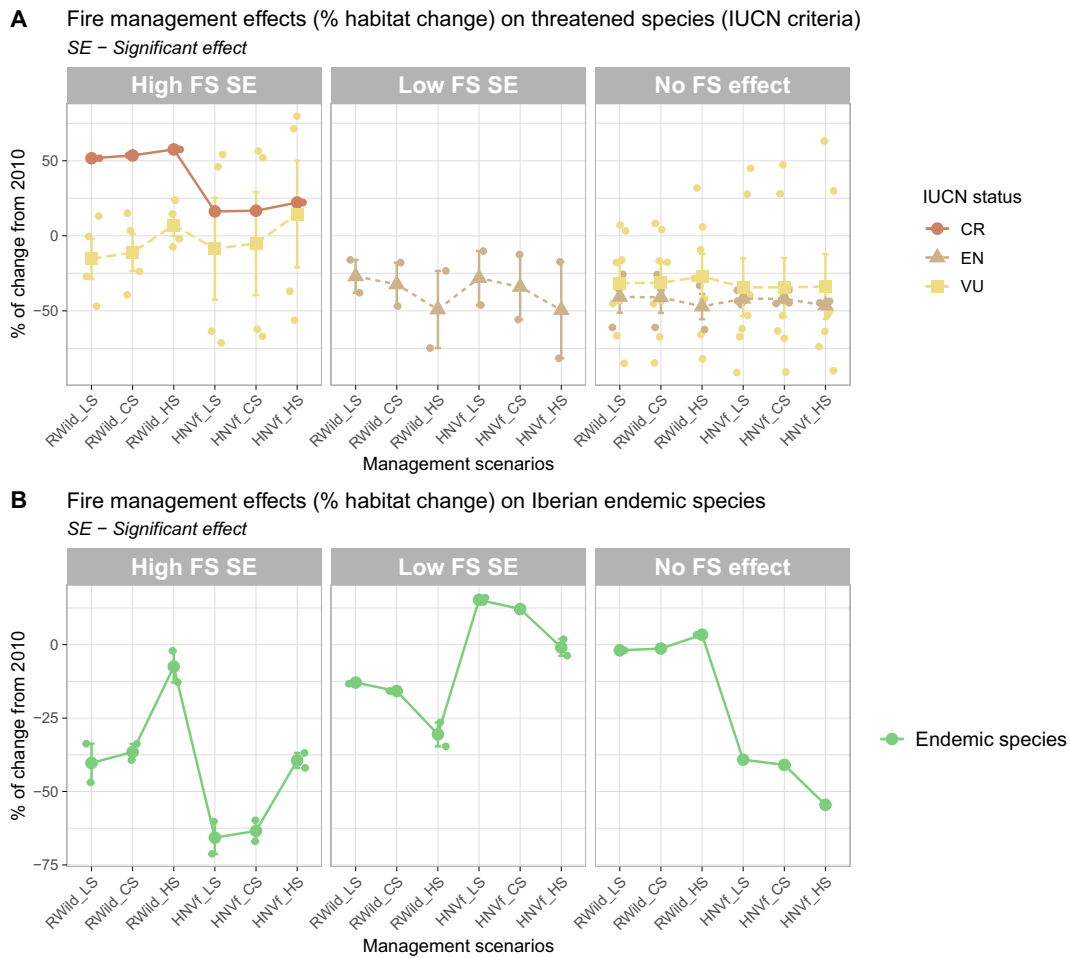 A Fire management effects (% habitat change) on threatened species (IUCN criteria)
SE − Significant effect
High FS SE Low FS SE No FS effect
% of change from 2010
50
0
−50
RWild_LS RWild_CS RWild_HS HNVf_LS HNVf_CS HNVf_HS RWild_LS RWild_CS RWild_HS HNVf_LS HNVf_CS HNVf_HS RWild_LS RWild_CS RWild_HS HNVf_LS HNVf_CS HNVf_HS
Management scenarios
IUCN status
CR
EN
VU
B Fire management effects (% habitat change) on Iberian endemic species
SE − Significant effect
High FS SE Low FS SE No FS effect
% of change from 2010
0
−25
−50
−75
RWild_LS RWild_CS RWild_HS HNVf_LS HNVf_CS HNVf_HS RWild_LS RWild_CS RWild_HS HNVf_LS HNVf_CS HNVf_HS RWild_LS RWild_CS RWild_HS HNVf_LS HNVf_CS HNVf_HS
Management scenarios
Endemic species